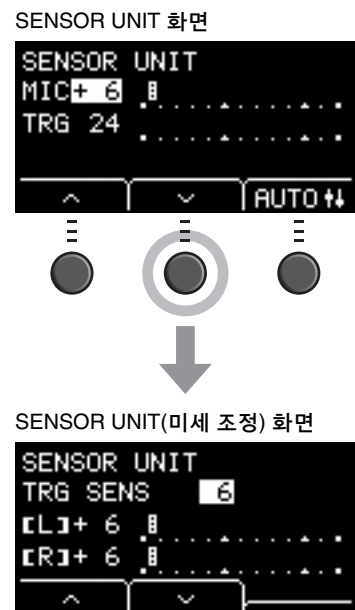 SENSOR UNIT 화면
SENSOR UNIT
MIC+ 6
TRG 24
AUTO
SENSOR UNIT(미세 조정) 화면
SENSOR UNIT
TRG SENS 6
[L]+ 6
[R]+ 6